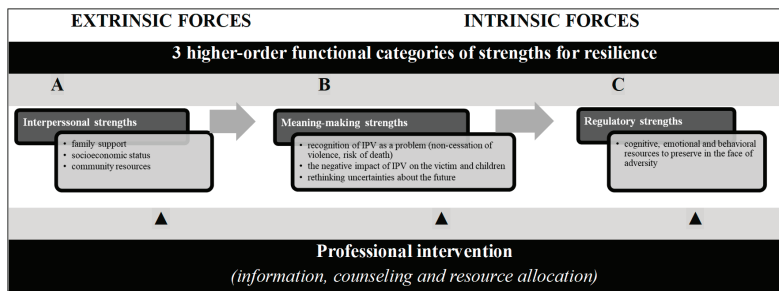 EXTRINSIC FORCES
INTRINSIC FORCES
3 higher-order functional categories of strengths for resilience
A
B
C
Interperssonal strengths
• family support
• socioeconomic status
• community resources
Meaning-making strengths
• recognition of IPV as a problem (non-cessation of
violence, risk of death)
• the negative impact of IPV on the victim and children
• rethinking uncertainties about the future
Regulatory strengths
• cognitive, emotional and behavioral
resources to preserve in the face of
adversity
Professional intervention
(information, counseling and resource allocation)